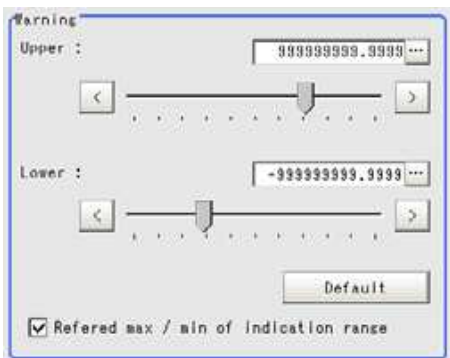 Warning
Upper : 999999999.9999 ...
< >
Lower : -999999999.9999 ...
< >
Default
Refered max / min of indication range